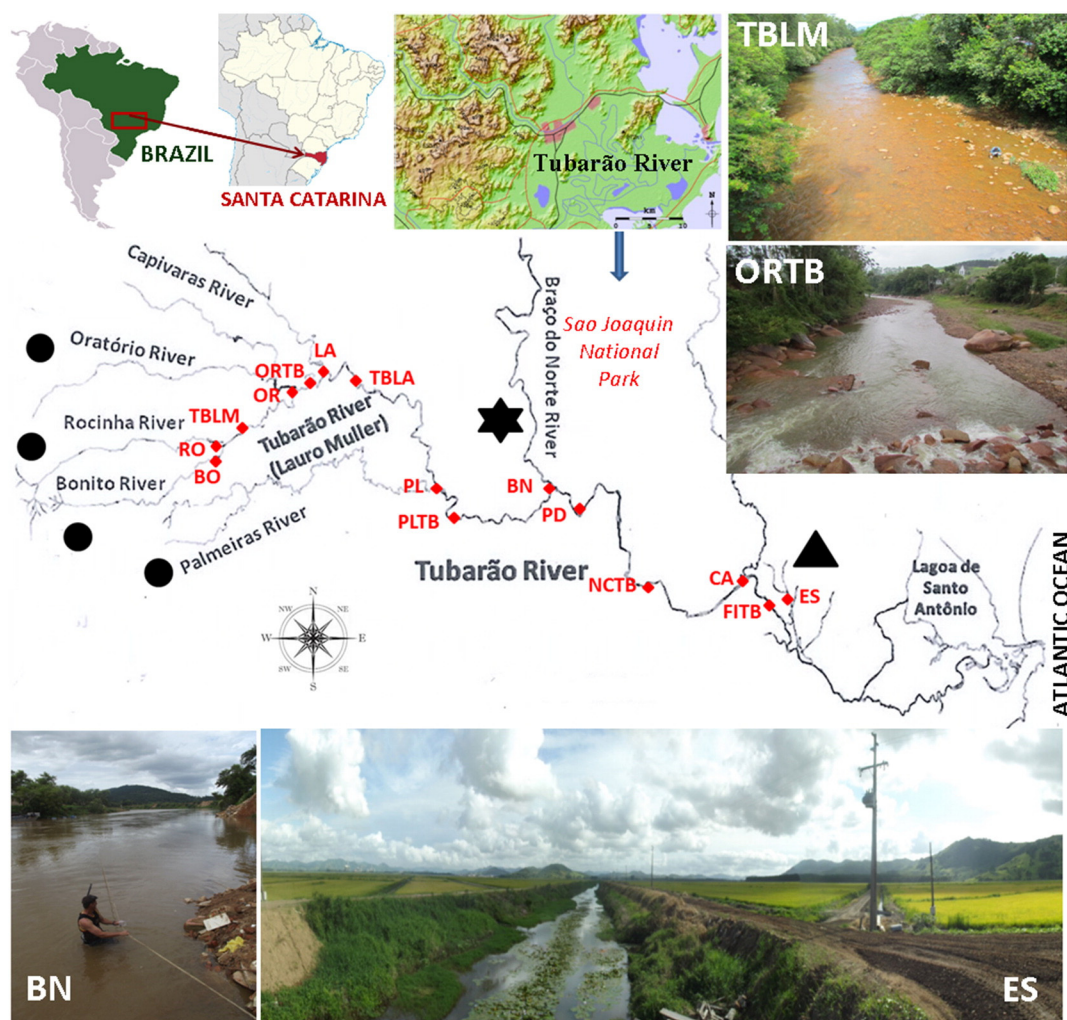 BRAZIL
SANTA CATARINA
Tubarão River
km
0
10
N
TBLM
ORTB
Capivaras River
Oratório River
Rocinha River
Bonito River
Palmeiras River
LA
ORTB
OR
TBLA
TBLM
RO
BO
Tubarão River
(Lauro Muller)
Braço do Norte River
Sao Joaquin
National
Park
PL
PLTB
BN
PD
Tubarão River
NCTB
CA
FITB
ES
Lagoa de
Santo
Antônio
ATLANTIC OCEAN
N
NW
NE
W
E
SW
SE
S
BN
ES